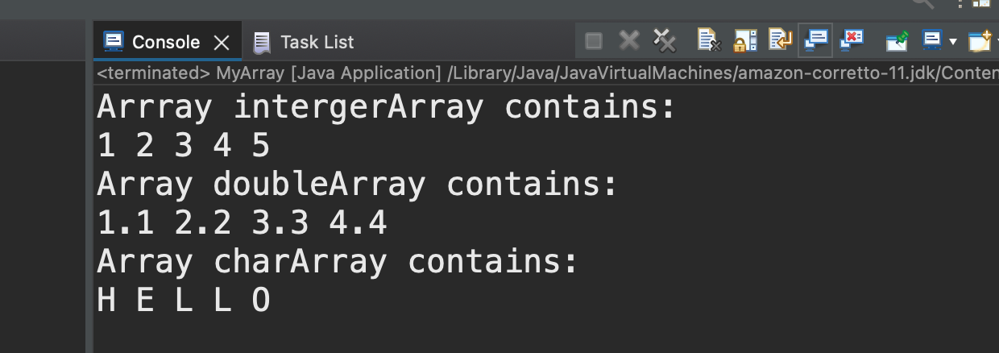 Console Task List
<terminated> MyArray [Java Application] /Library/Java/JavaVirtualMachines/amazon-corretto-11.jdk/Conten
Arrray intergerArray contains:
1 2 3 4 5
Array doubleArray contains:
1.1 2.2 3.3 4.4
Array charArray contains:
H E L L O